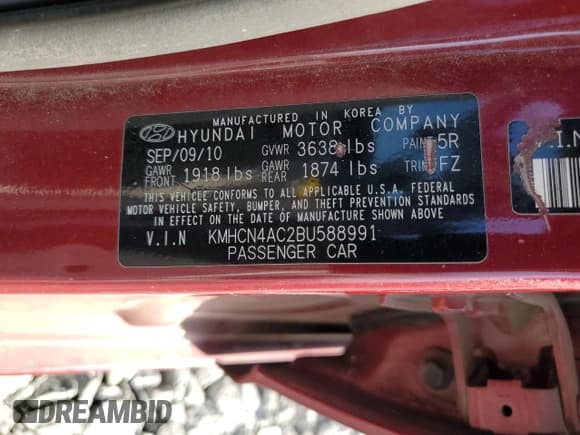 MANUFACTURED IN KOREA BY
HYUNDAI MOTOR COMPANY
SEP/09/10 GVWR 3638 lbs PAINT 5R
GAWR FRONT 1918 lbs GAWR REAR 1874 lbs TRIM FZ
THIS VEHICLE CONFORMS TO ALL APPLICABLE U.S.A. FEDERAL
MOTOR VEHICLE SAFETY, BUMPER, AND THEFT PREVENTION STANDARDS
IN EFFECT ON THE DATE OF MANUFACTURE SHOWN ABOVE
V.I.N KMHCN4AC2BU588991
PASSENGER CAR
V.I.N
DREAMBID